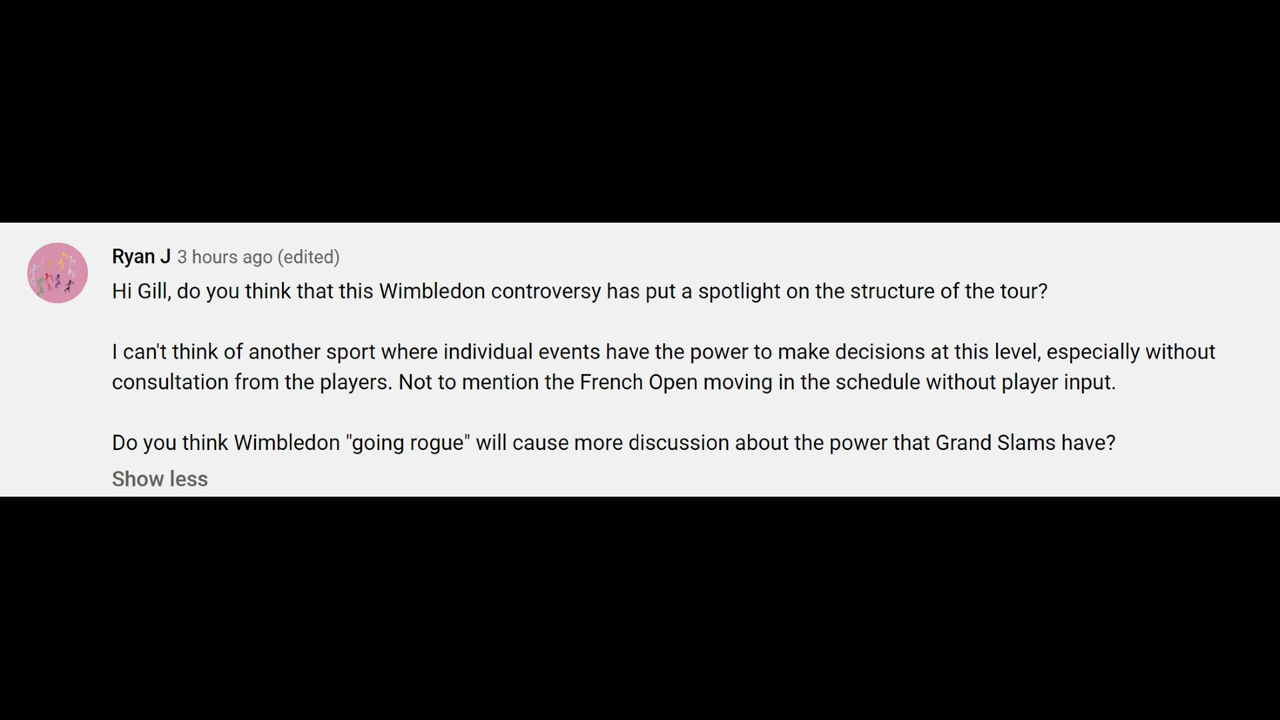 Ryan J 3 hours ago (edited)
Hi Gill, do you think that this Wimbledon controversy has put a spotlight on the structure of the tour?
I can't think of another sport where individual events have the power to make decisions at this level, especially without
consultation from the players. Not to mention the French Open moving in the schedule without player input.
Do you think Wimbledon "going rogue" will cause more discussion about the power that Grand Slams have?
Show less